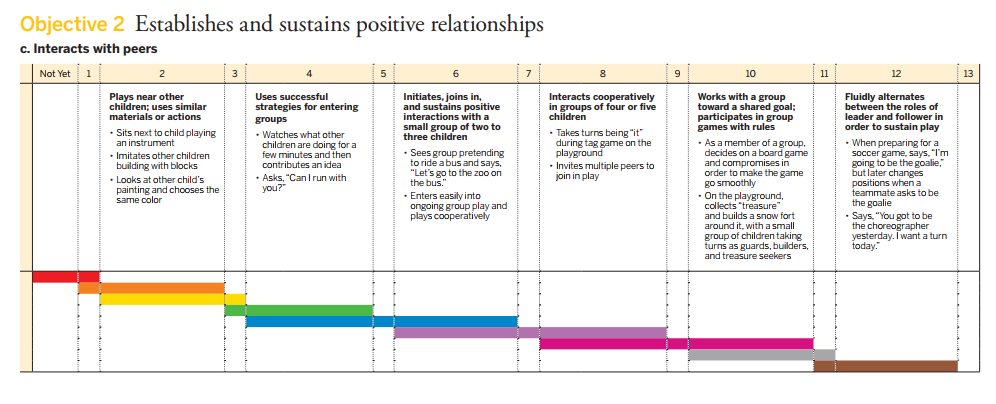 Objective 2 Establishes and sustains positive relationships
c. Interacts with peers
Not Yet 1 2 3 4 5 6 7 8 9 10 11 12 13
Plays near other
children; uses similar
materials or actions
• Sits next to child playing
an instrument
• Imitates other children
building with blocks
• Looks at other child's
painting and chooses the
same color
Uses successful
strategies for entering
groups
• Watches what other
children are doing for a
few minutes and then
contributes an idea
• Asks, "Can I run with
you?"
Initiates, joins in,
and sustains positive
interactions with a
small group of two to
three children
• Sees group pretending
to ride a bus and says,
"Let's go to the zoo on
the bus."
• Enters easily into
ongoing group play and
plays cooperatively
Interacts cooperatively
in groups of four or five
children
• Takes turns being "it"
during tag game on the
playground
• Invites multiple peers to
join in play
Works with a group
toward a shared goal;
participates in group
games with rules
• As a member of a group,
decides on a board game
and compromises in
order to make the game
go smoothly
• On the playground,
collects "treasure"
and builds a snow fort
around it, with a small
group of children taking
turns as guards, builders,
and treasure seekers
Fluidly alternates
between the roles of
leader and follower in
order to sustain play
• When preparing for a
soccer game, says, "I'm
going to be the goalie,"
but later changes
positions when a
teammate asks to be
the goalie
• Says, "You got to be
the choreographer
yesterday. I want a turn
today."